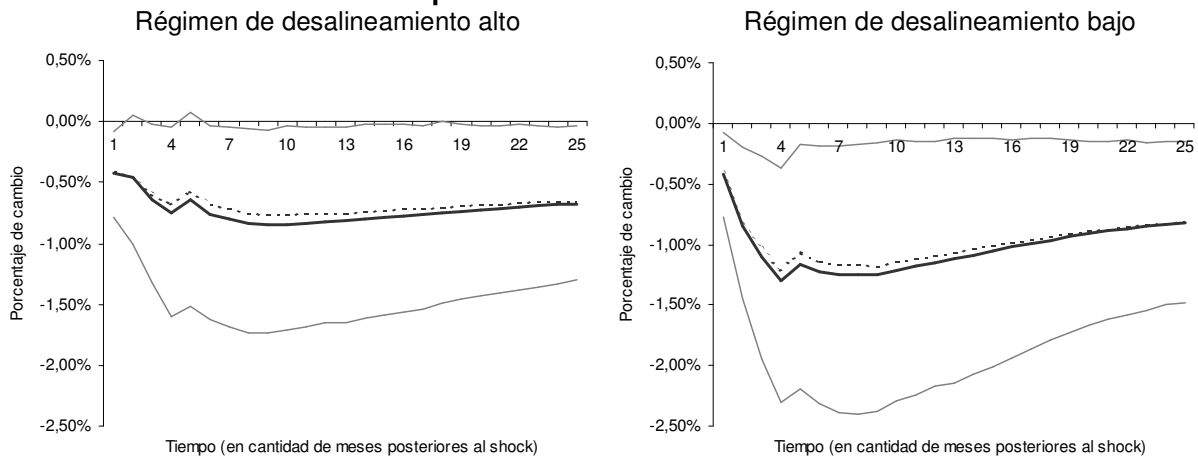 Régimen de desalineamiento alto
0,50%
0,00%
-0,50%
-1,00%
-1,50%
-2,00%
-2,50%
1 4 7 10 13 16 19 22 25
Porcentaje de cambio
Tiempo (en cantidad de meses posteriores al shock)
Régimen de desalineamiento bajo
0,50%
0,00%
-0,50%
-1,00%
-1,50%
-2,00%
-2,50%
1 4 7 10 13 16 19 22 25
Porcentaje de cambio
Tiempo (en cantidad de meses posteriores al shock)